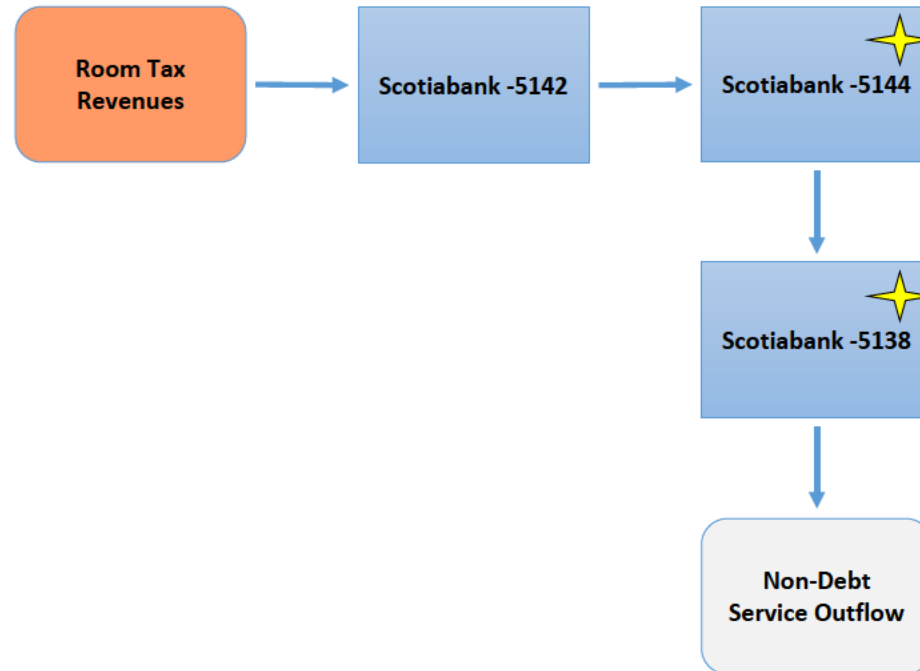 Room Tax
Revenues
Scotiabank -5142
Scotiabank -5144
Scotiabank -5138
Non-Debt
Service Outflow